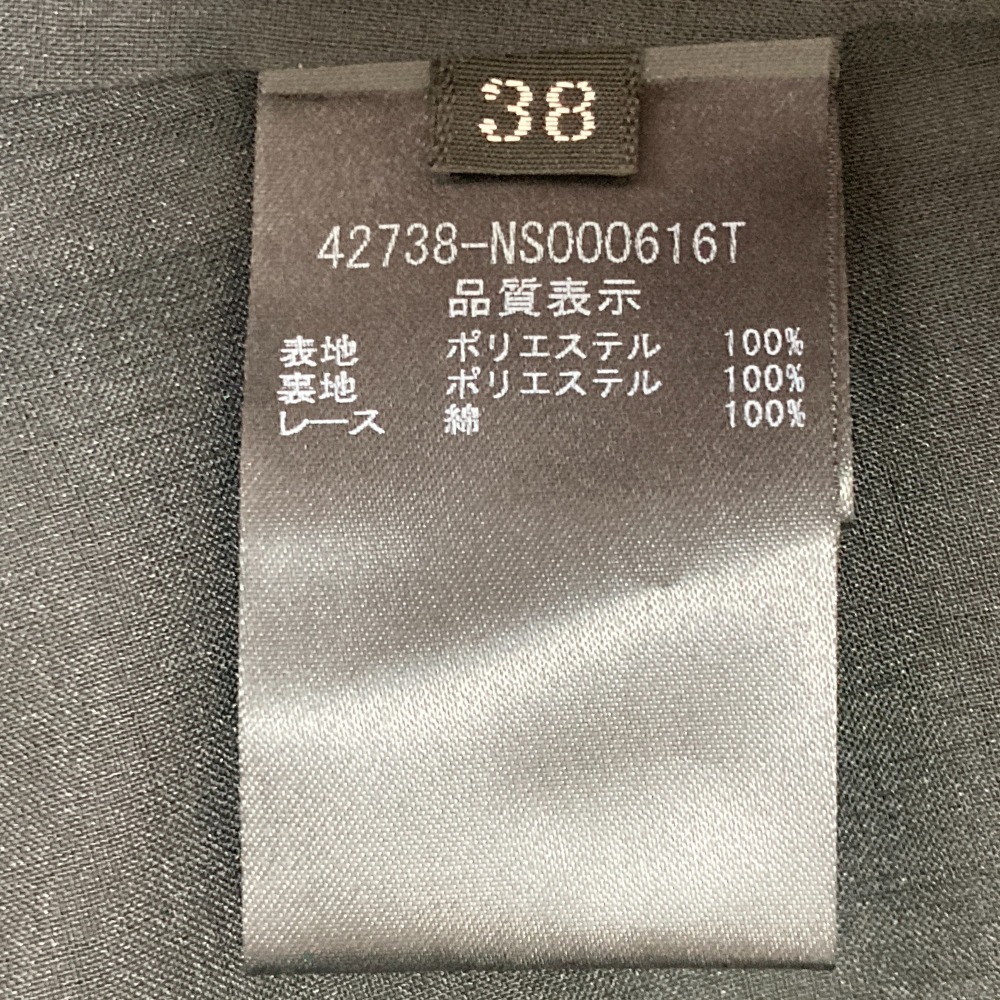 38
42738-NS000616T
品質表示
表地 ポリエステル 100%
裏地 ポリエステル 100%
レース 綿 100%